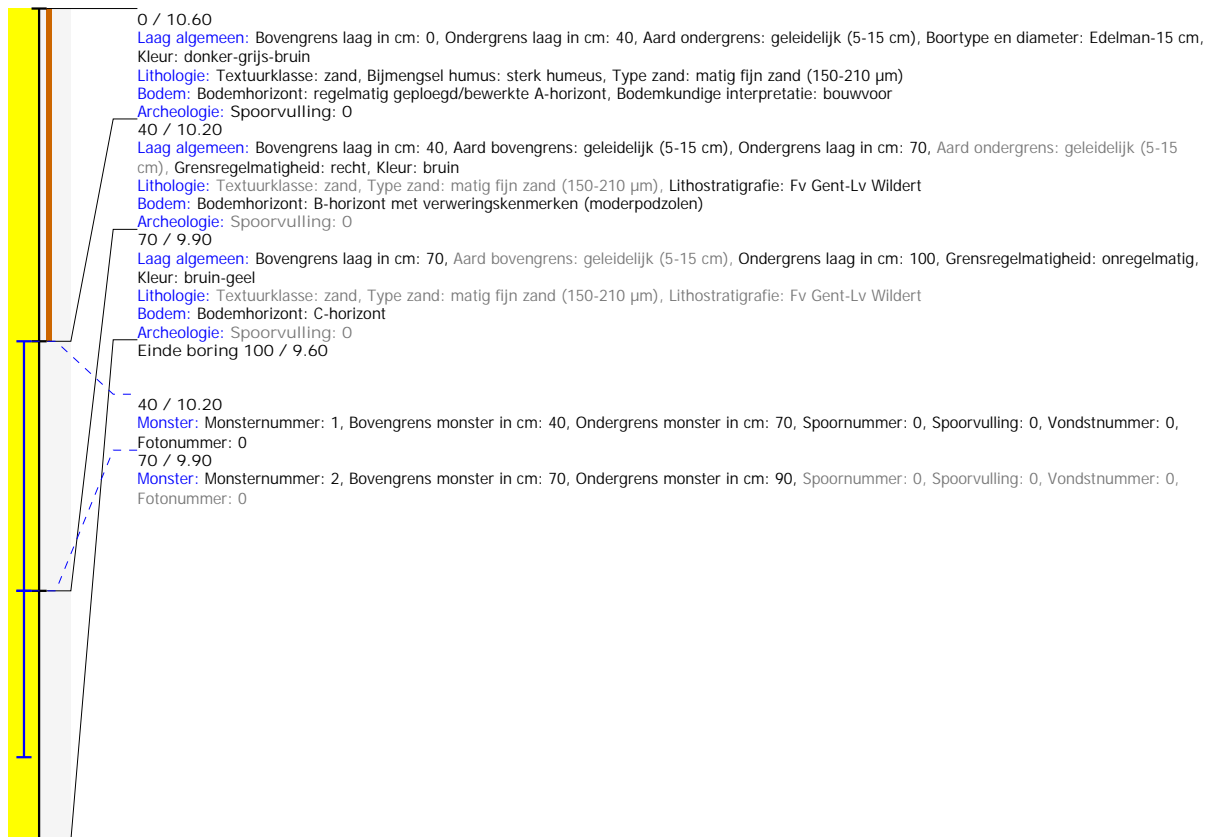 0 / 10.60
Laag algemeen: Bovengrens laag in cm: 0, Ondergrens laag in cm: 40, Aard ondergrens: geleidelijk (5-15 cm), Boortype en diameter: Edelman-15 cm,
Kleur: donker-grijs-bruin
Lithologie: Textuurklasse: zand, Bijmengsel humus: sterk humeus, Type zand: matig fijn zand (150-210 µm)
Bodem: Bodemhorizont: regelmatig geploegd/bewerkte A-horizont, Bodemkundige interpretatie: bouwvoor
Archeologie: Spoorvulling: 0
40 / 10.20
Laag algemeen: Bovengrens laag in cm: 40, Aard bovengrens: geleidelijk (5-15 cm), Ondergrens laag in cm: 70, Aard ondergrens: geleidelijk (5-15
cm), Grensregelmatigheid: recht, Kleur: bruin
Lithologie: Textuurklasse: zand, Type zand: matig fijn zand (150-210 µm), Lithostratigrafie: Fv Gent-Lv Wildert
Bodem: Bodemhorizont: B-horizont met verweringskenmerken (moderpodzolen)
Archeologie: Spoorvulling: 0
70 / 9.90
Laag algemeen: Bovengrens laag in cm: 70, Aard bovengrens: geleidelijk (5-15 cm), Ondergrens laag in cm: 100, Grensregelmatigheid: onregelmatig,
Kleur: bruin-geel
Lithologie: Textuurklasse: zand, Type zand: matig fijn zand (150-210 µm), Lithostratigrafie: Fv Gent-Lv Wildert
Bodem: Bodemhorizont: C-horizont
Archeologie: Spoorvulling: 0
Einde boring 100 / 9.60
40 / 10.20
Monster: Monsternummer: 1, Bovengrens monster in cm: 40, Ondergrens monster in cm: 70, Spoornummer: 0, Spoorvulling: 0, Vondstnummer: 0,
Fotonummer: 0
70 / 9.90
Monster: Monsternummer: 2, Bovengrens monster in cm: 70, Ondergrens monster in cm: 90, Spoornummer: 0, Spoorvulling: 0, Vondstnummer: 0,
Fotonummer: 0